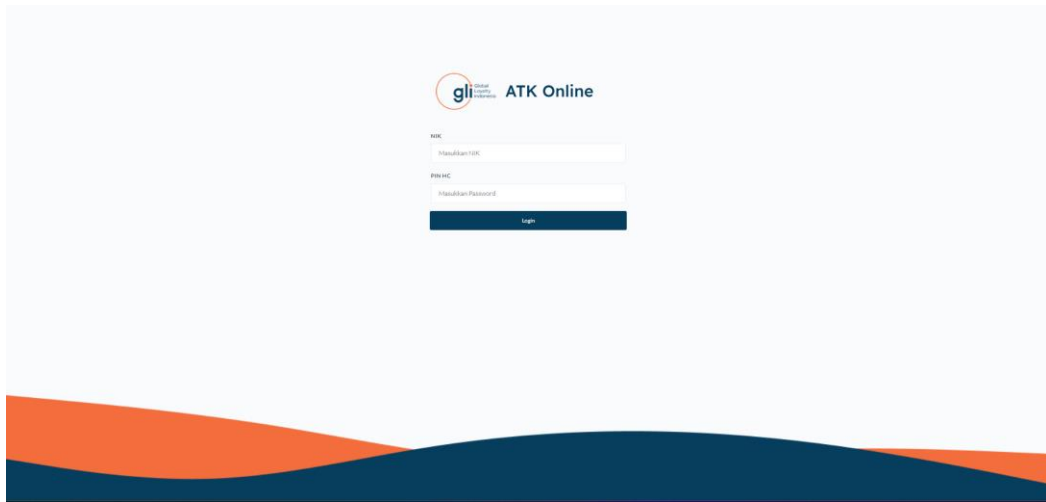 gli Global
Loyalty
Indonesia
ATK Online
NIK
Masukkan NIK
PIN HC
Masukkan Password
Login